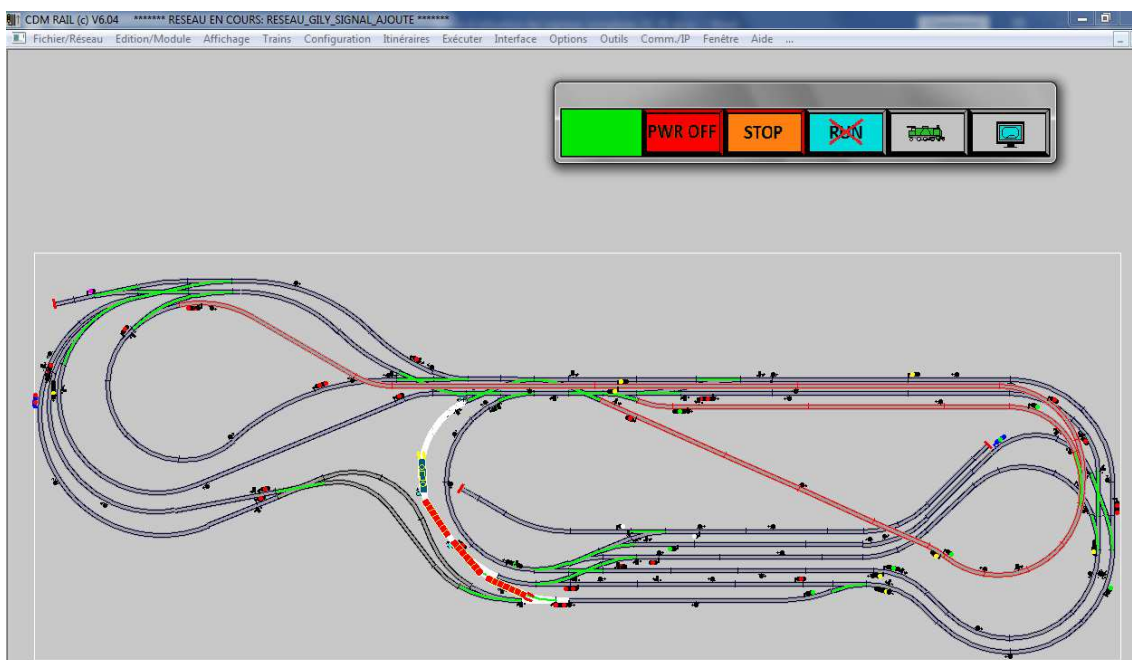 CDM RAIL (c) V6.04 ******* RESEAU EN COURS: RESEAU_GILY_SIGNAL_AJOUTE *******
Fichier/Réseau Edition/Module Affichage Trains Configuration Itinéraires Exécuter Interface Options Outils Comm./IP Fenêtre Aide ...
PWR OFF STOP RUN